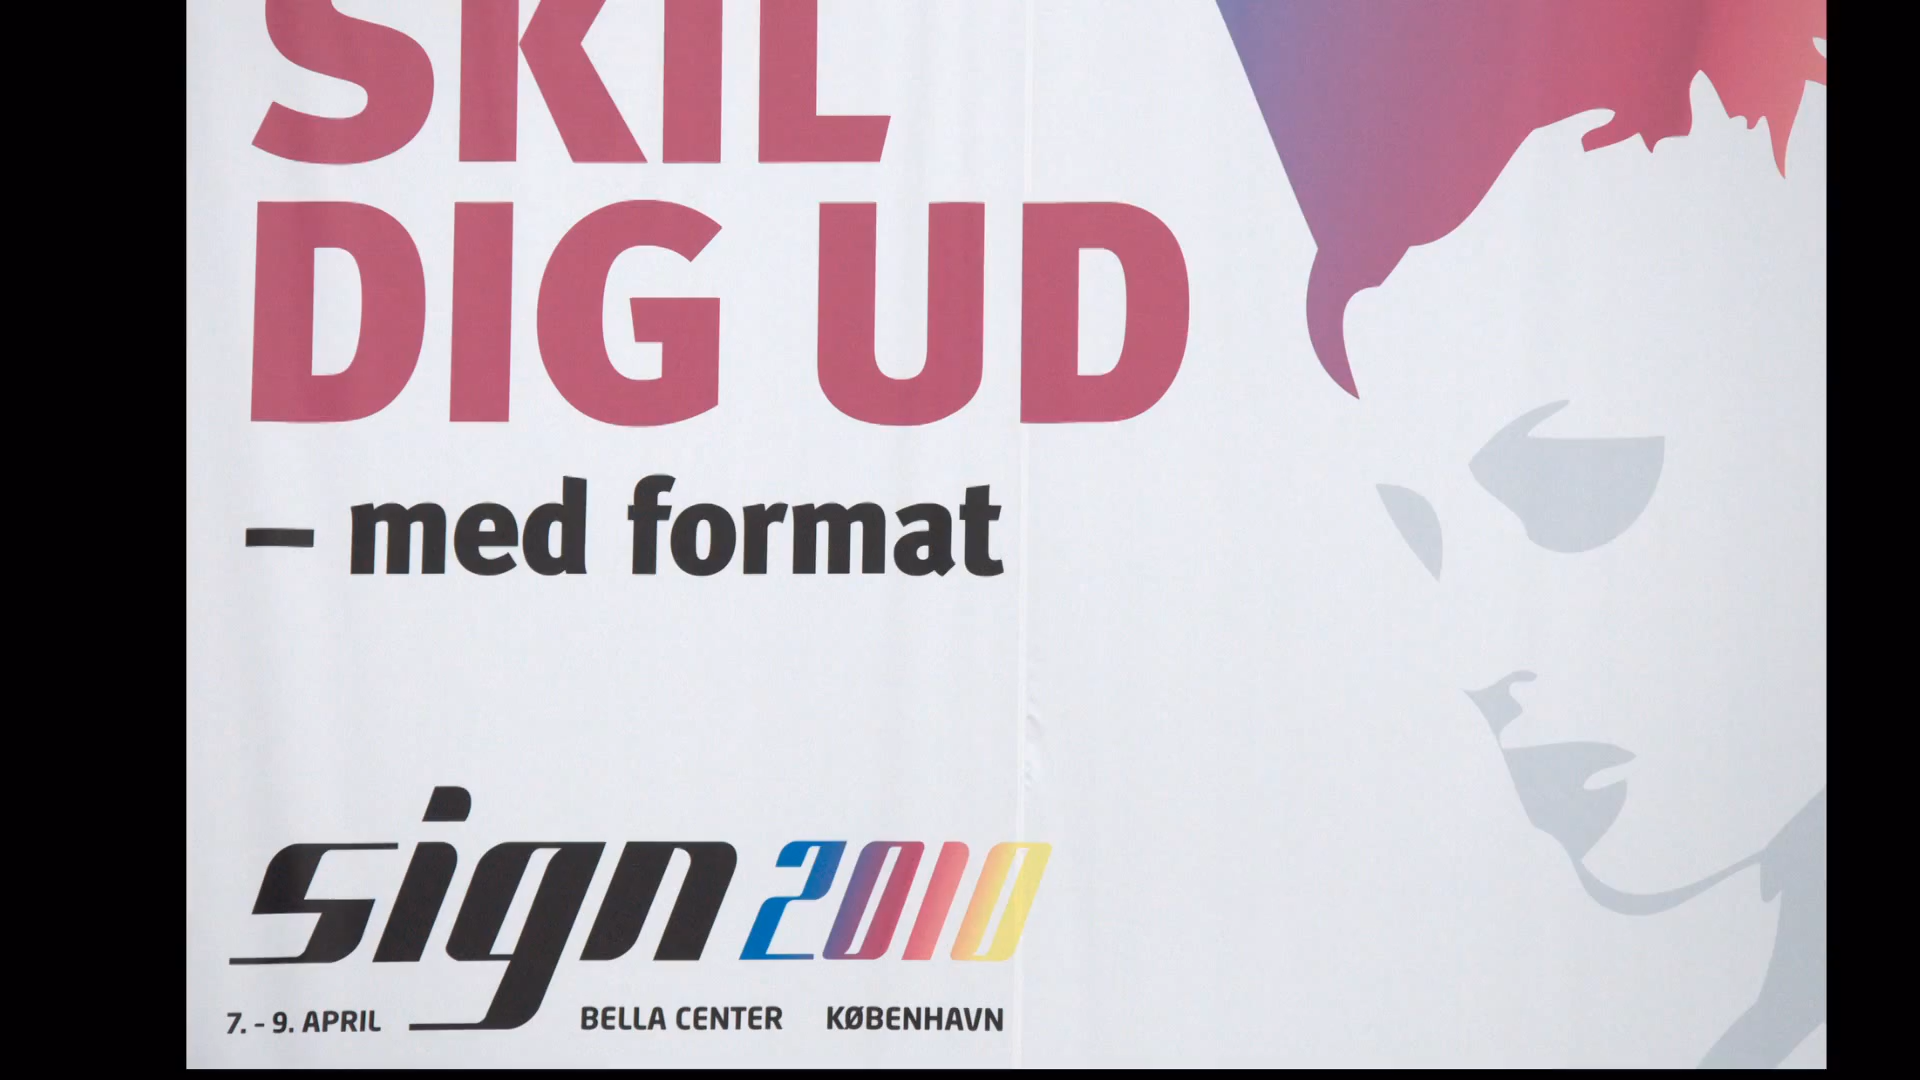 SKIL
DIG UD
– med format
sign 2010
7. - 9. APRIL BELLA CENTER KØBENHAVN